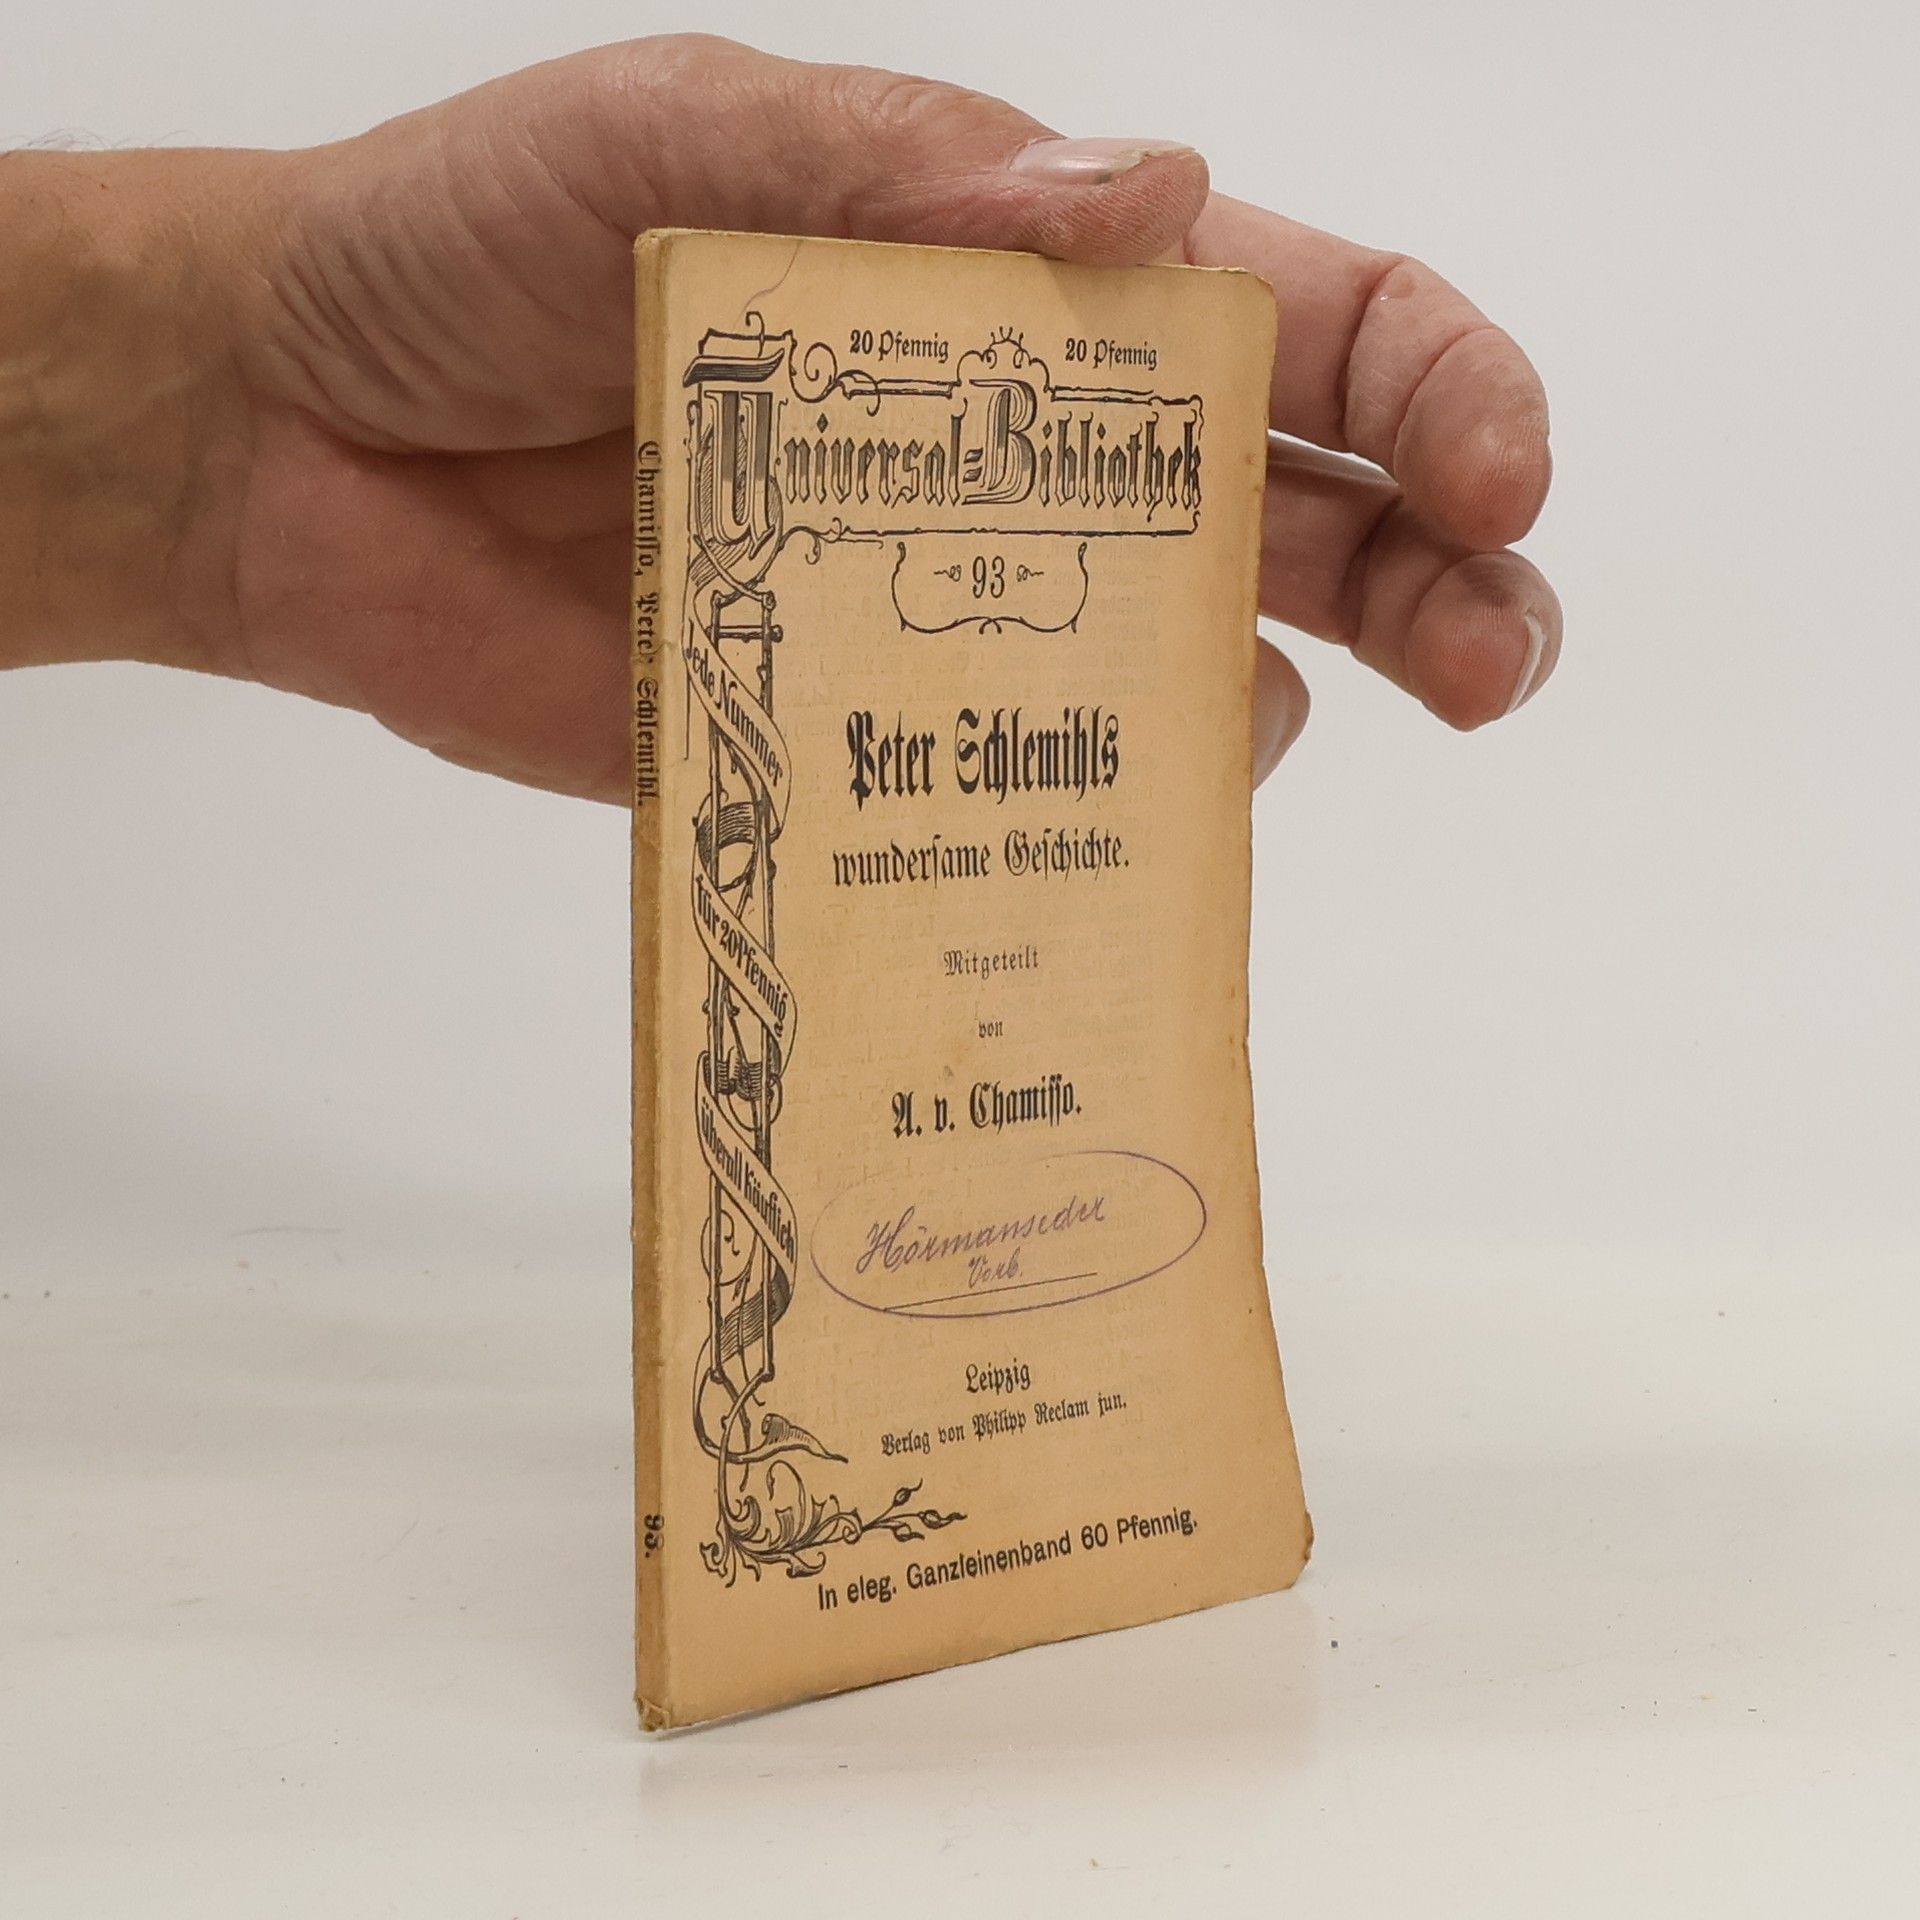 20 Pfennig 20 Pfennig
Universal=Bibliothek
93
Jede Nummer
für 20 Pfennig
überall käuflich
Peter Schlemihls
wunderſame Geſchichte.
Mitgeteilt
von
A. v. Chamiſſo.
Hörmanseder
Vorb.
Leipzig
Verlag von Philipp Reclam jun.
In eleg. Ganzleinenband 60 Pfennig.
Chamiſſo, Peter Schlemihl.
93.